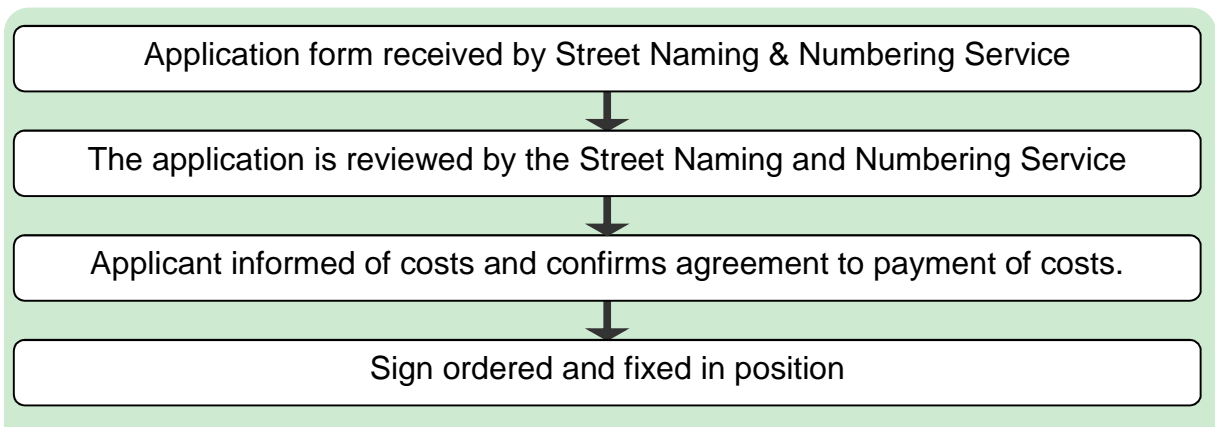 Application form received by Street Naming & Numbering Service
The application is reviewed by the Street Naming and Numbering Service
Applicant informed of costs and confirms agreement to payment of costs.
Sign ordered and fixed in position